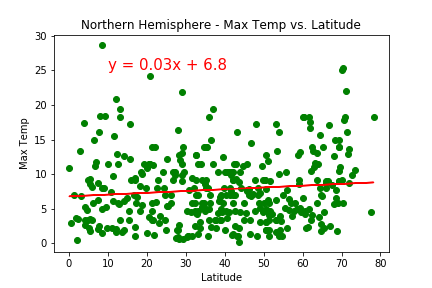 Northern Hemisphere - Max Temp vs. Latitude
30
25
20
15
10
5
0
Max Temp
y = 0.03x + 6.8
0 10 20 30 40 50 60 70 80
Latitude